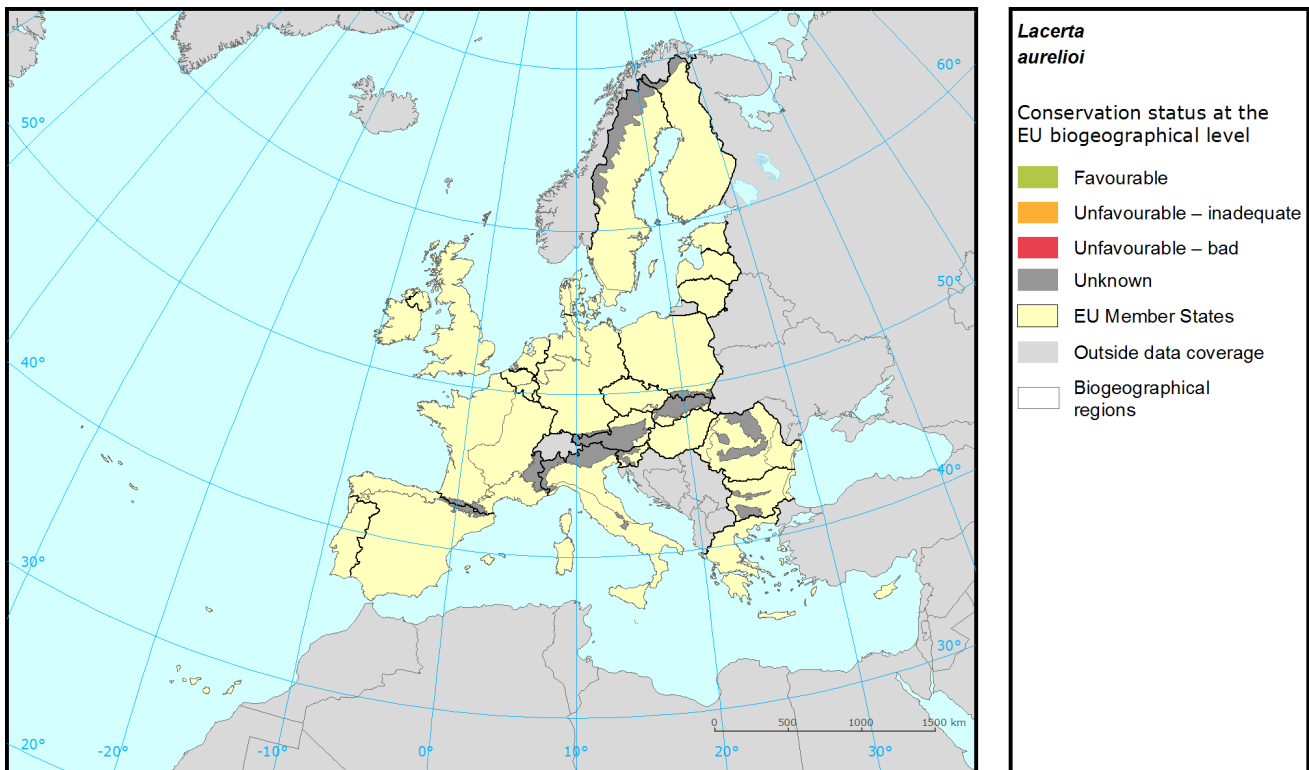 Lacerta
aurelioi
Conservation status at the
EU biogeographical level
Favourable
Unfavourable – inadequate
Unfavourable – bad
Unknown
EU Member States
Outside data coverage
Biogeographical
regions
60°
50°
50°
40°
40°
30°
30°
20°
-20°
-10°
0°
10°
20°
30°
0 500 1000 1500 km